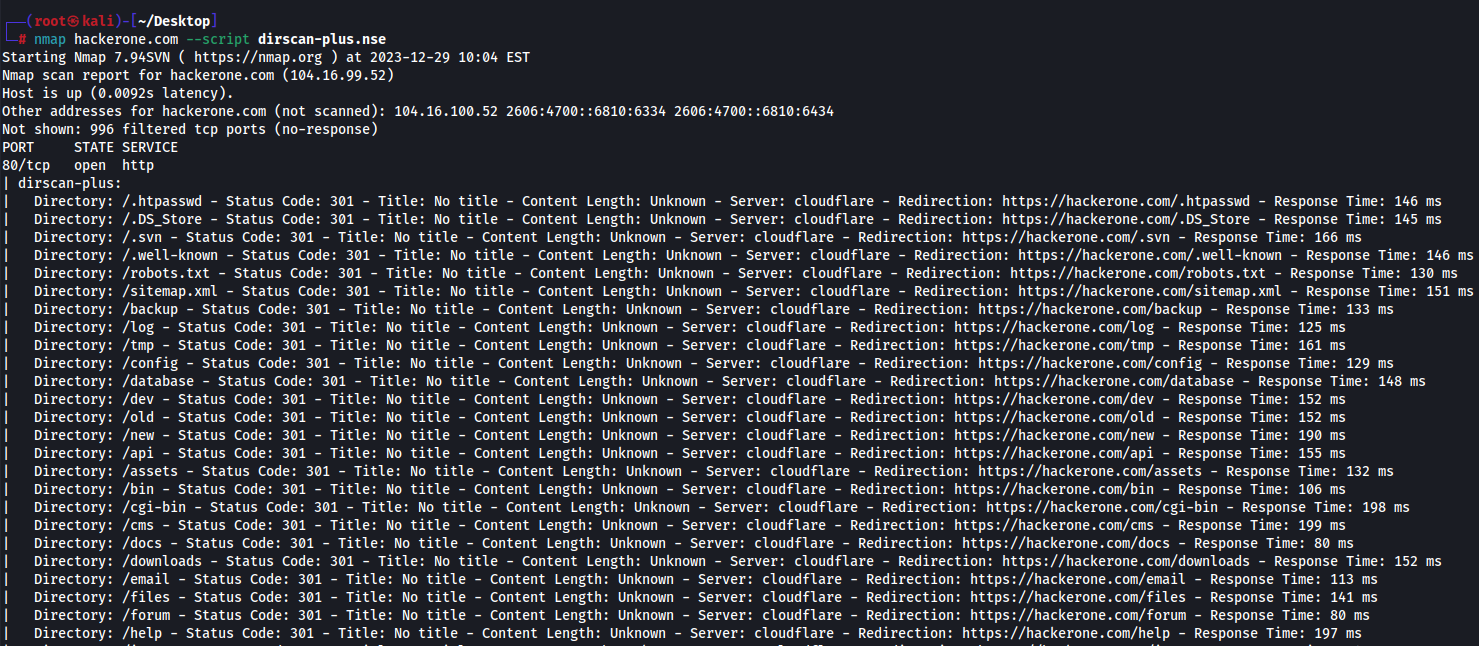 ┌──(root㉿kali)-[~/Desktop]
└─# nmap hackerone.com --script dirscan-plus.nse
Starting Nmap 7.94SVN ( https://nmap.org ) at 2023-12-29 10:04 EST
Nmap scan report for hackerone.com (104.16.99.52)
Host is up (0.0092s latency).
Other addresses for hackerone.com (not scanned): 104.16.100.52 2606:4700::6810:6334 2606:4700::6810:6434
Not shown: 996 filtered tcp ports (no-response)
PORT     STATE SERVICE
80/tcp   open  http
| dirscan-plus:
|   Directory: /.htpasswd - Status Code: 301 - Title: No title - Content Length: Unknown - Server: cloudflare - Redirection: https://hackerone.com/.htpasswd - Response Time: 146 ms
|   Directory: /.DS_Store - Status Code: 301 - Title: No title - Content Length: Unknown - Server: cloudflare - Redirection: https://hackerone.com/.DS_Store - Response Time: 145 ms
|   Directory: /.svn - Status Code: 301 - Title: No title - Content Length: Unknown - Server: cloudflare - Redirection: https://hackerone.com/.svn - Response Time: 166 ms
|   Directory: /.well-known - Status Code: 301 - Title: No title - Content Length: Unknown - Server: cloudflare - Redirection: https://hackerone.com/.well-known - Response Time: 146 ms
|   Directory: /robots.txt - Status Code: 301 - Title: No title - Content Length: Unknown - Server: cloudflare - Redirection: https://hackerone.com/robots.txt - Response Time: 130 ms
|   Directory: /sitemap.xml - Status Code: 301 - Title: No title - Content Length: Unknown - Server: cloudflare - Redirection: https://hackerone.com/sitemap.xml - Response Time: 151 ms
|   Directory: /backup - Status Code: 301 - Title: No title - Content Length: Unknown - Server: cloudflare - Redirection: https://hackerone.com/backup - Response Time: 133 ms
|   Directory: /log - Status Code: 301 - Title: No title - Content Length: Unknown - Server: cloudflare - Redirection: https://hackerone.com/log - Response Time: 125 ms
|   Directory: /tmp - Status Code: 301 - Title: No title - Content Length: Unknown - Server: cloudflare - Redirection: https://hackerone.com/tmp - Response Time: 161 ms
|   Directory: /config - Status Code: 301 - Title: No title - Content Length: Unknown - Server: cloudflare - Redirection: https://hackerone.com/config - Response Time: 129 ms
|   Directory: /database - Status Code: 301 - Title: No title - Content Length: Unknown - Server: cloudflare - Redirection: https://hackerone.com/database - Response Time: 148 ms
|   Directory: /dev - Status Code: 301 - Title: No title - Content Length: Unknown - Server: cloudflare - Redirection: https://hackerone.com/dev - Response Time: 152 ms
|   Directory: /old - Status Code: 301 - Title: No title - Content Length: Unknown - Server: cloudflare - Redirection: https://hackerone.com/old - Response Time: 152 ms
|   Directory: /new - Status Code: 301 - Title: No title - Content Length: Unknown - Server: cloudflare - Redirection: https://hackerone.com/new - Response Time: 190 ms
|   Directory: /api - Status Code: 301 - Title: No title - Content Length: Unknown - Server: cloudflare - Redirection: https://hackerone.com/api - Response Time: 155 ms
|   Directory: /assets - Status Code: 301 - Title: No title - Content Length: Unknown - Server: cloudflare - Redirection: https://hackerone.com/assets - Response Time: 132 ms
|   Directory: /bin - Status Code: 301 - Title: No title - Content Length: Unknown - Server: cloudflare - Redirection: https://hackerone.com/bin - Response Time: 106 ms
|   Directory: /cgi-bin - Status Code: 301 - Title: No title - Content Length: Unknown - Server: cloudflare - Redirection: https://hackerone.com/cgi-bin - Response Time: 198 ms
|   Directory: /cms - Status Code: 301 - Title: No title - Content Length: Unknown - Server: cloudflare - Redirection: https://hackerone.com/cms - Response Time: 199 ms
|   Directory: /docs - Status Code: 301 - Title: No title - Content Length: Unknown - Server: cloudflare - Redirection: https://hackerone.com/docs - Response Time: 80 ms
|   Directory: /downloads - Status Code: 301 - Title: No title - Content Length: Unknown - Server: cloudflare - Redirection: https://hackerone.com/downloads - Response Time: 152 ms
|   Directory: /email - Status Code: 301 - Title: No title - Content Length: Unknown - Server: cloudflare - Redirection: https://hackerone.com/email - Response Time: 113 ms
|   Directory: /files - Status Code: 301 - Title: No title - Content Length: Unknown - Server: cloudflare - Redirection: https://hackerone.com/files - Response Time: 141 ms
|   Directory: /forum - Status Code: 301 - Title: No title - Content Length: Unknown - Server: cloudflare - Redirection: https://hackerone.com/forum - Response Time: 80 ms
|   Directory: /help - Status Code: 301 - Title: No title - Content Length: Unknown - Server: cloudflare - Redirection: https://hackerone.com/help - Response Time: 197 ms